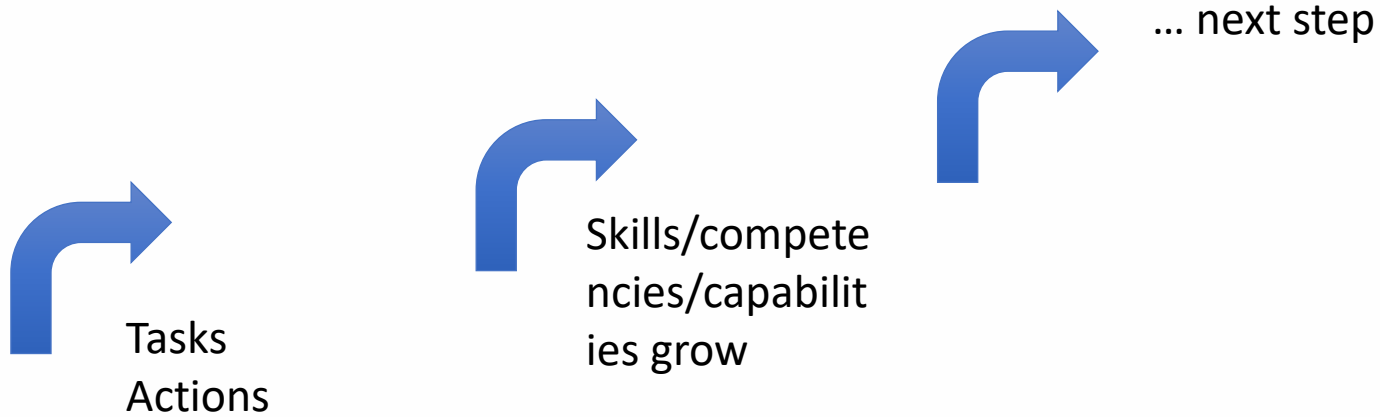 ... next step
Skills/compete
ncies/capabilit
ies grow
Tasks
Actions